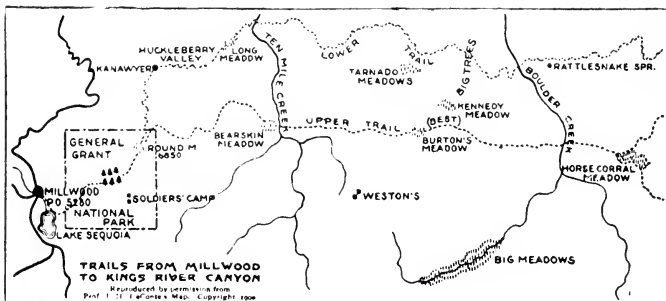 HUCKLEBERRY
VALLEY
LONG
MEADOW
KANAWYER
TEN MILE CREEK
LOWER TRAIL
TARNADO
MEADOWS
BIG TREES
RATTLESNAKE SPR.
BOULDER CREEK
KENNEDY
MEADOW
GENERAL
GRANT
ROUND M
6850
BEARSKIN
MEADOW
UPPER TRAIL (BEST)
BURTON'S
MEADOW
HORSE CORRAL
MEADOW
MILLWOOD
P.O. 5280
NATIONAL
PARK
SOLDIERS' CAMP
LAKE SEQUOIA
WESTON'S
BIG MEADOWS
TRAILS FROM MILLWOOD
TO KINGS RIVER CANYON
Reproduced by permission from
Prof. LeConte's Map. Copyright 1900